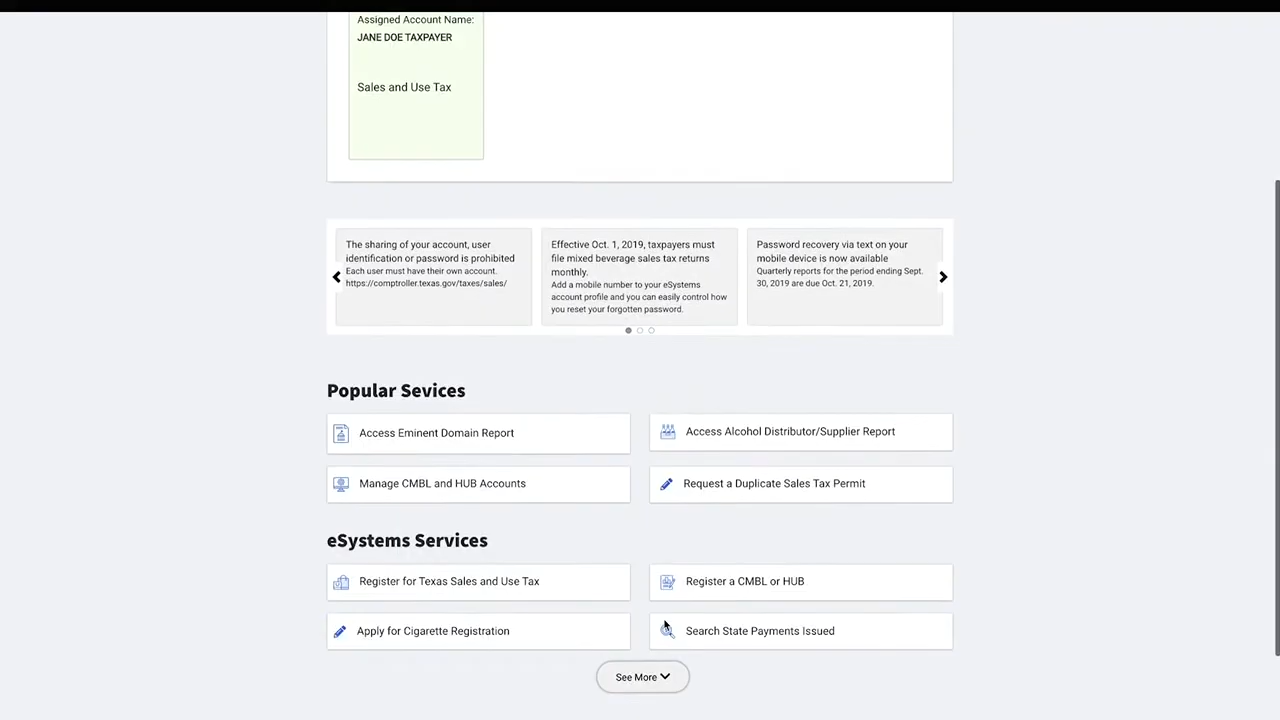 Assigned Account Name:
JANE DOE TAXPAYER
Sales and Use Tax
The sharing of your account, user
identification or password is prohibited
Each user must have their own account.
https://comptroller.texas.gov/taxes/sales/
Effective Oct. 1, 2019, taxpayers must
file mixed beverage sales tax returns
monthly.
Add a mobile number to your eSystems
account profile and you can easily control how
you reset your forgotten password.
Password recovery via text on your
mobile device is now available
Quarterly reports for the period ending Sept.
30, 2019 are due Oct. 21, 2019.
Popular Sevices
Access Eminent Domain Report
Access Alcohol Distributor/Supplier Report
Manage CMBL and HUB Accounts
Request a Duplicate Sales Tax Permit
eSystems Services
Register for Texas Sales and Use Tax
Register a CMBL or HUB
Apply for Cigarette Registration
Search State Payments Issued
See More